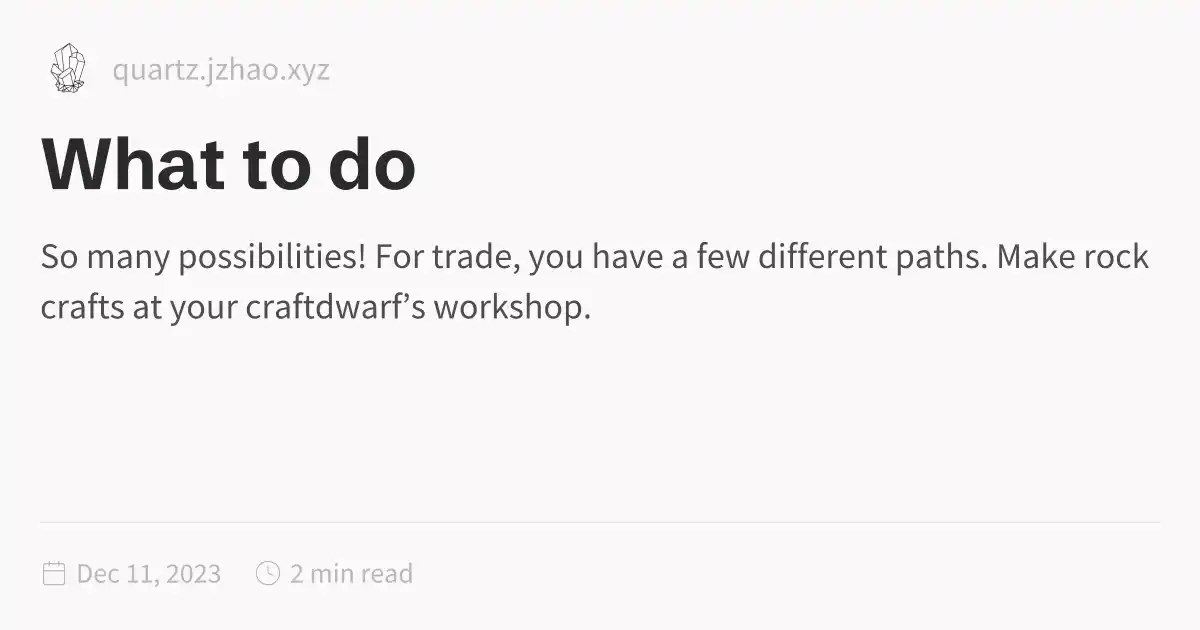 quartz.jzhao.xyz
What to do
So many possibilities! For trade, you have a few different paths. Make rock
crafts at your craftdwarf’s workshop.
Dec 11, 2023 2 min read